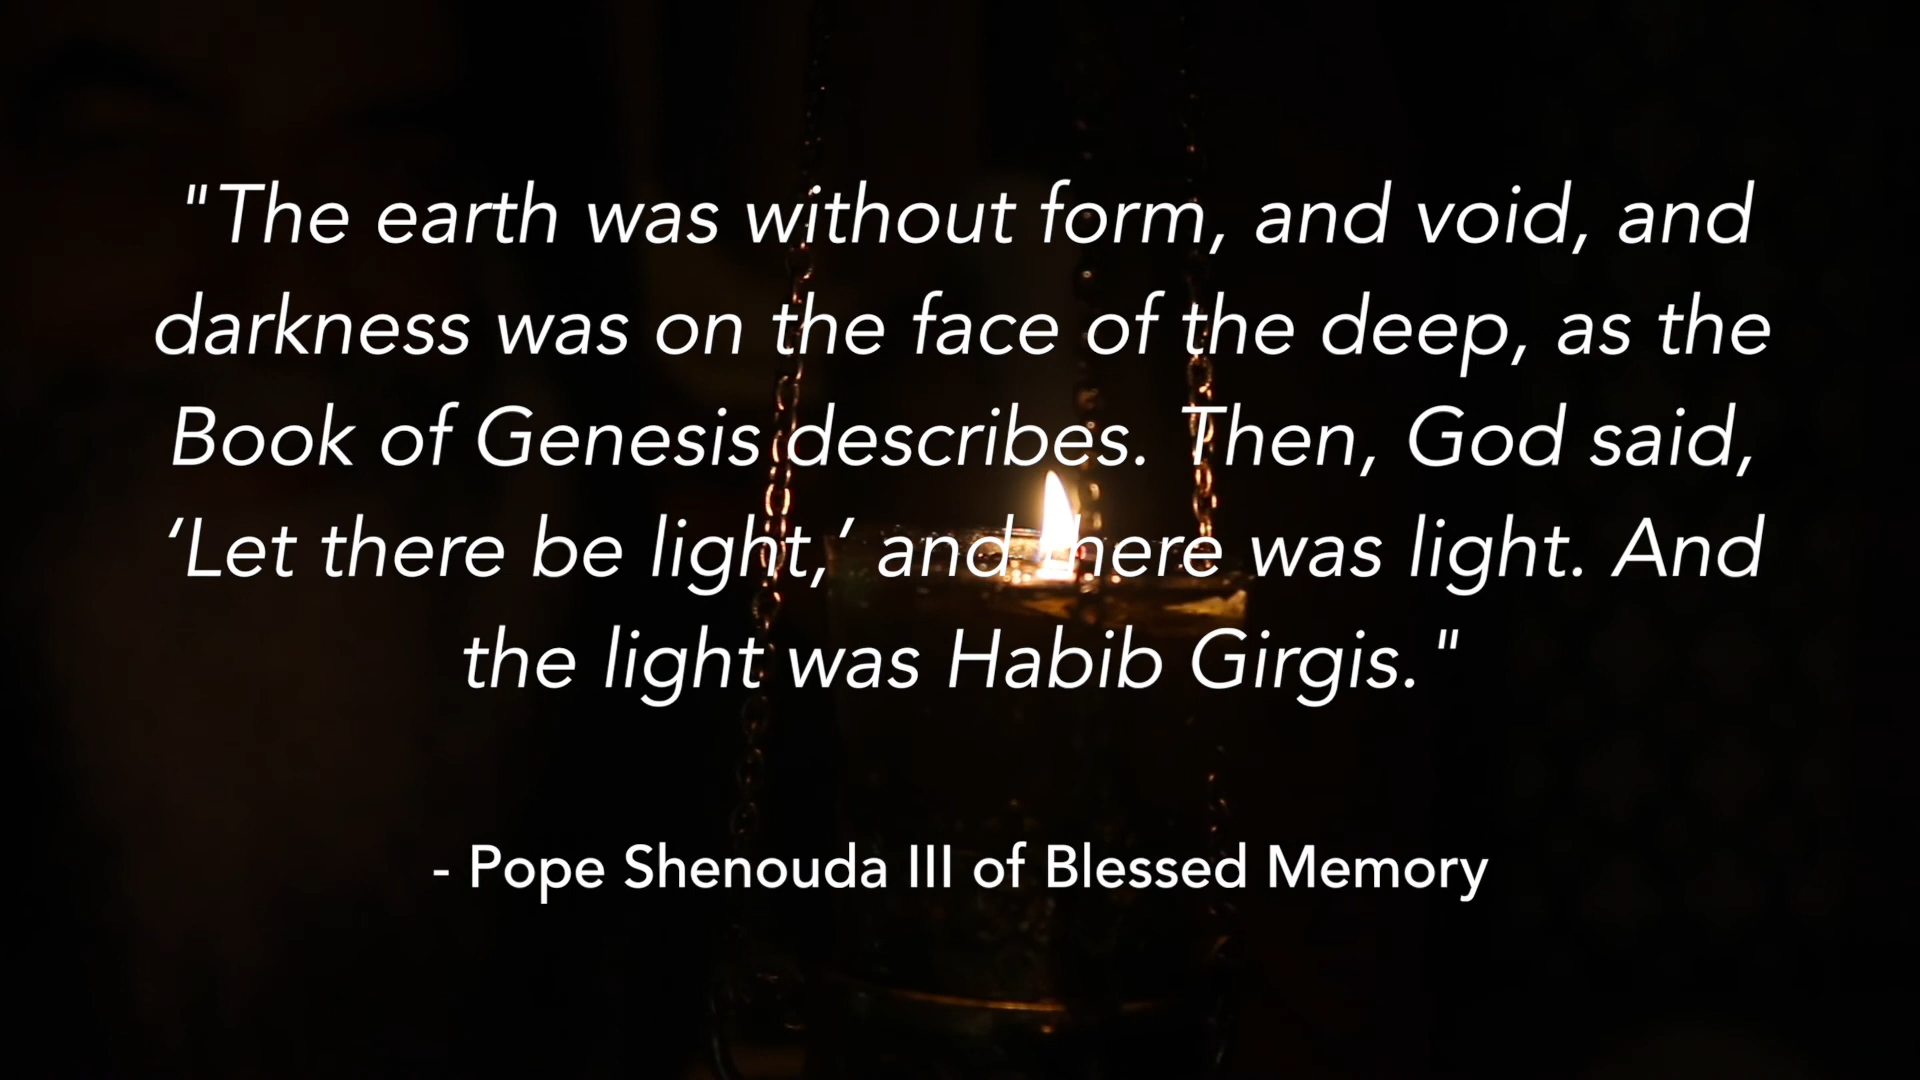 "The earth was without form, and void, and
darkness was on the face of the deep, as the
Book of Genesis describes. Then, God said,
‘Let there be light,’ and there was light. And
the light was Habib Girgis."
- Pope Shenouda III of Blessed Memory